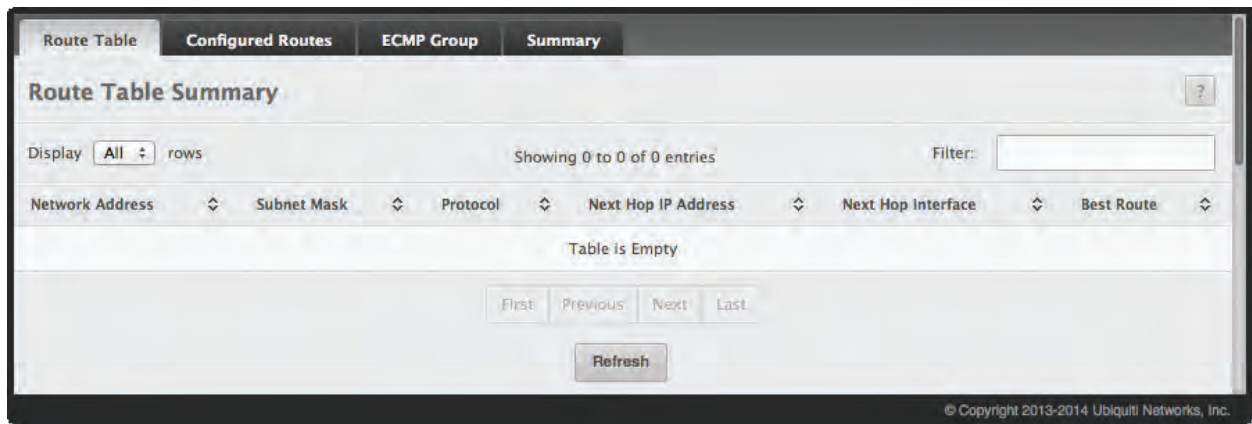 Route Table Configured Routes ECMP Group Summary
Route Table Summary ?
Display All rows Showing 0 to 0 of 0 entries Filter:
Network Address Subnet Mask Protocol Next Hop IP Address Next Hop Interface Best Route
Table is Empty
First Previous Next Last
Refresh
© Copyright 2013-2014 Ubiquiti Networks, Inc.